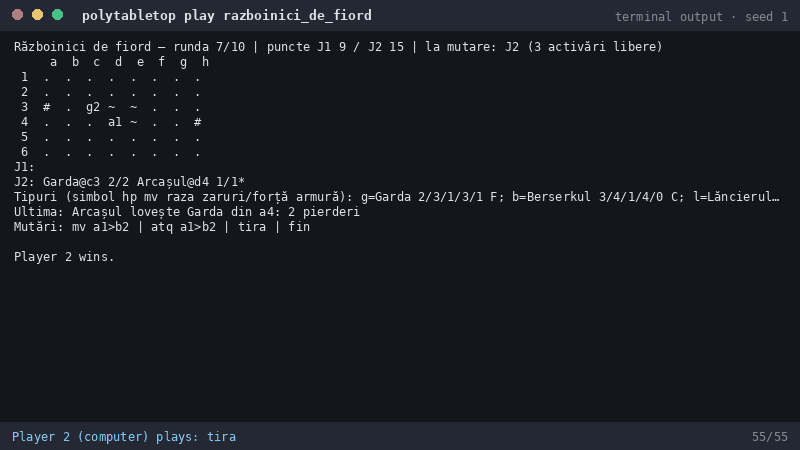 polytabletop play razboinici_de_fiord
terminal output · seed 1
Războinici de fiord — runda 7/10 | puncte J1 9 / J2 15 | la mutare: J2 (3 activări libere)
a b c d e f g h
1 . . . . . . . .
2 . . . . . . . .
3 # . g2 ~ ~ . . .
4 . . . a1 ~ . . #
5 . . . . . . . .
6 . . . . . . . .
J1:
J2: Garda@c3 2/2 Arcașul@d4 1/1*
Tipuri (simbol hp mv raza zaruri/forță armură): g=Garda 2/3/1/3/1 F; b=Berserkul 3/4/1/4/0 C; l=Lăncierul…
Ultima: Arcașul lovește Garda din a4: 2 pierderi
Mutări: mv a1>b2 | atq a1>b2 | tira | fin
Player 2 wins.
Player 2 (computer) plays: tira
55/55